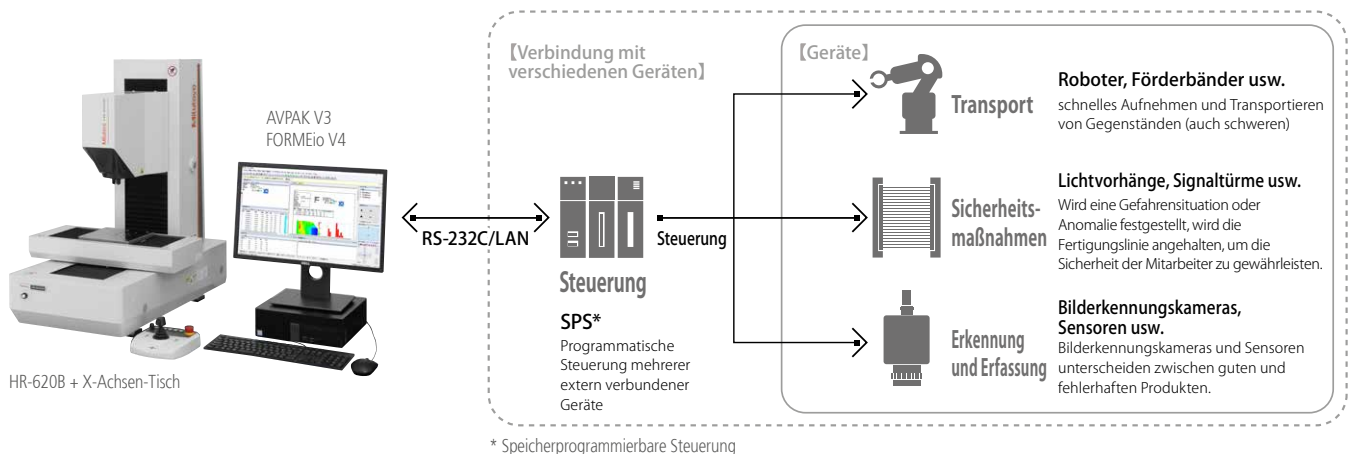 AVPAK V3
FORMEio V4
HR-620B + X-Achsen-Tisch
RS-232C/LAN
【Verbindung mit
verschiedenen Geräten】
Steuerung
SPS*
Programmatische
Steuerung mehrerer
extern verbundener
Geräte
Steuerung
【Geräte】
Transport
Roboter, Förderbänder usw.
schnelles Aufnehmen und Transportieren
von Gegenständen (auch schweren)
Sicherheits-
maßnahmen
Lichtvorhänge, Signaltürme usw.
Wird eine Gefahrensituation oder
Anomalie festgestellt, wird die
Fertigungslinie angehalten, um die
Sicherheit der Mitarbeiter zu gewährleisten.
Erkennung
und Erfassung
Bilderkennungskameras,
Sensoren usw.
Bilderkennungskameras und Sensoren
unterscheiden zwischen guten und
fehlerhaften Produkten.
* Speicherprogrammierbare Steuerung